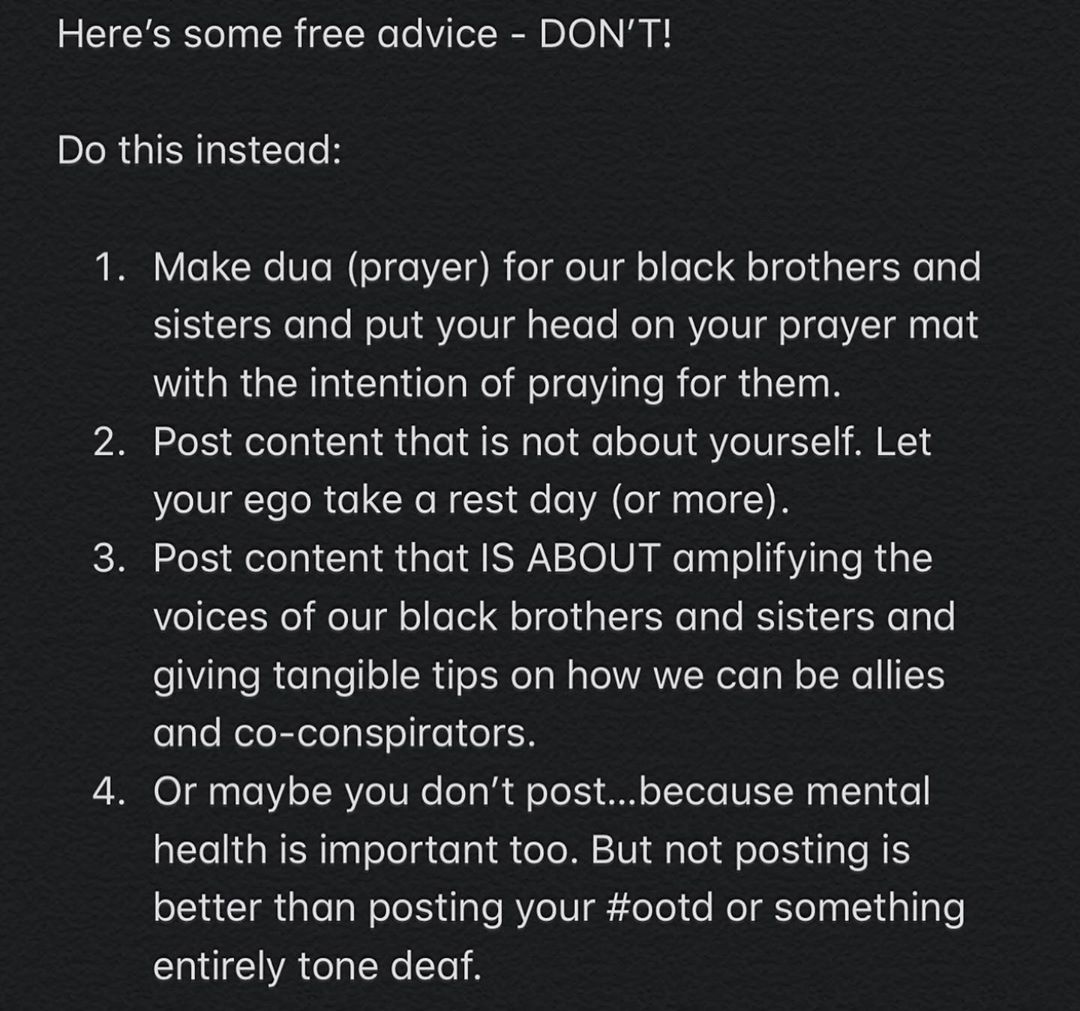 Here's some free advice - DON'T!
Do this instead:
1. Make dua (prayer) for our black brothers and
sisters and put your head on your prayer mat
with the intention of praying for them.
2. Post content that is not about yourself. Let
your ego take a rest day (or more).
3. Post content that IS ABOUT amplifying the
voices of our black brothers and sisters and
giving tangible tips on how we can be allies
and co-conspirators.
4. Or maybe you don't post...because mental
health is important too. But not posting is
better than posting your #ootd or something
entirely tone deaf.